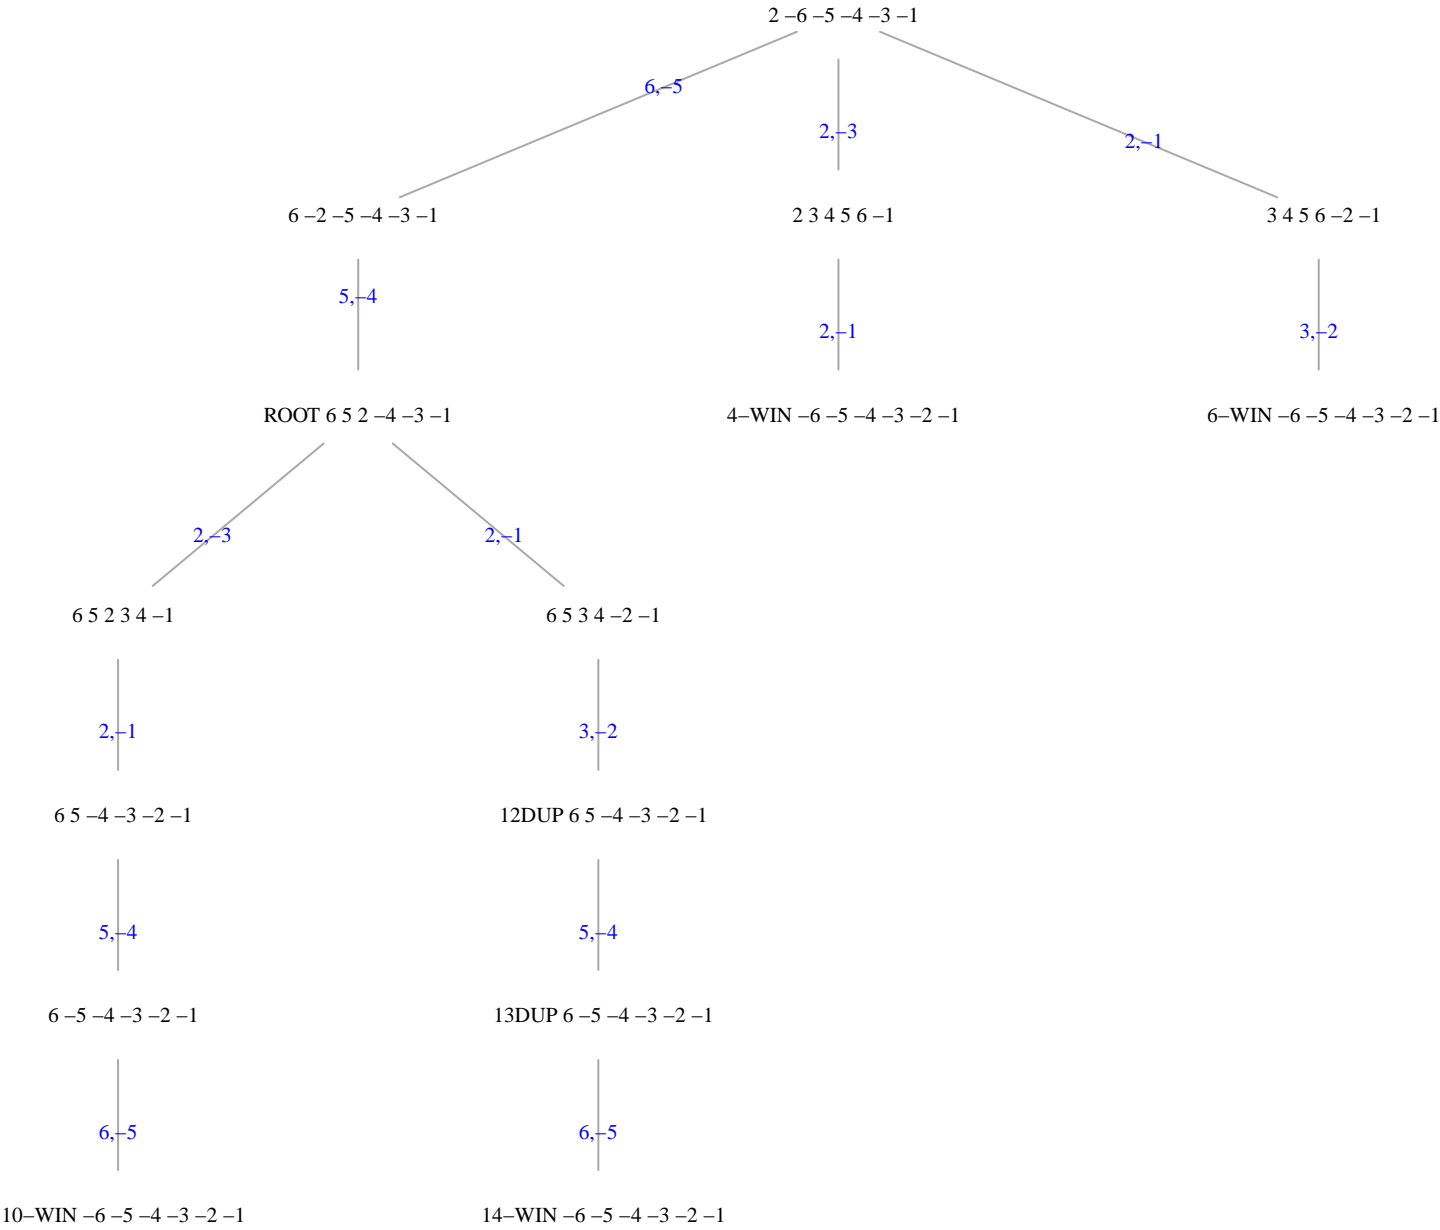 2 –6 –5 –4 –3 –1
6,–5
2,–3
2,–1
6 –2 –5 –4 –3 –1
2 3 4 5 6 –1
3 4 5 6 –2 –1
5,–4
2,–1
3,–2
ROOT 6 5 2 –4 –3 –1
4–WIN –6 –5 –4 –3 –2 –1
6–WIN –6 –5 –4 –3 –2 –1
2,–3
2,–1
6 5 2 3 4 –1
6 5 3 4 –2 –1
2,–1
3,–2
6 5 –4 –3 –2 –1
12DUP 6 5 –4 –3 –2 –1
5,–4
5,–4
6 –5 –4 –3 –2 –1
13DUP 6 –5 –4 –3 –2 –1
6,–5
6,–5
10–WIN –6 –5 –4 –3 –2 –1
14–WIN –6 –5 –4 –3 –2 –1